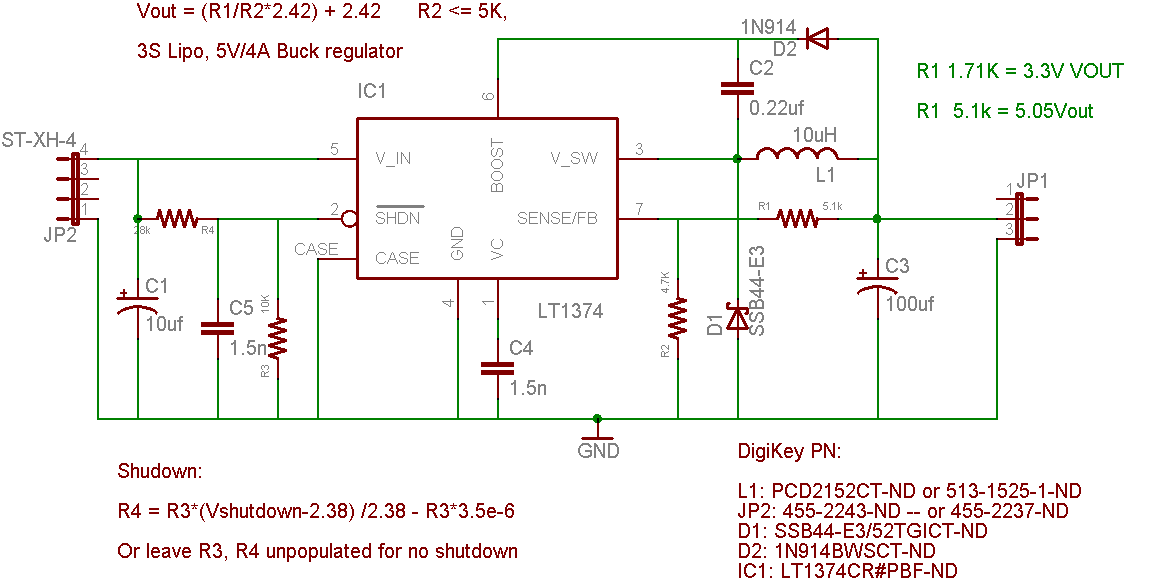 Vout = (R1/R2*2.42) + 2.42 R2 <= 5K,
3S Lipo, 5V/4A Buck regulator
1N914
D2
R1 1.71K = 3.3V VOUT
R1 5.1k = 5.05Vout
C2
0.22uf
IC1
6
ST-XH-4
4
3
2
1
JP2
5
V_IN
BOOST
V_SW
3
10uH
L1
28k
R4
2
SHDN
SENSE/FB
7
R1
5.1k
1
2
3
JP1
CASE
CASE
GND
VC
4
1
LT1374
C1
10uf
C5
1.5n
10K
R3
C4
1.5n
4.7K
R2
D1
SSB44-E3
C3
100uf
GND
Shudown:
R4 = R3*(Vshutdown-2.38) /2.38 - R3*3.5e-6
Or leave R3, R4 unpopulated for no shutdown
DigiKey PN:
L1: PCD2152CT-ND or 513-1525-1-ND
JP2: 455-2243-ND -- or 455-2237-ND
D1: SSB44-E3/52TGICT-ND
D2: 1N914BWSCT-ND
IC1: LT1374CR#PBF-ND